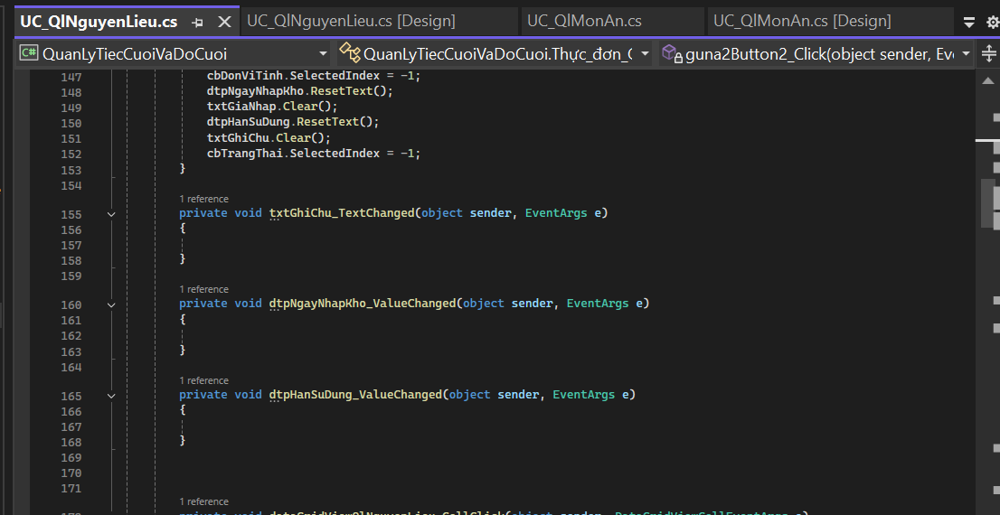 UC_QlNguyenLieu.cs
UC_QlNguyenLieu.cs [Design]
UC_QlMonAn.cs
UC_QlMonAn.cs [Design]
C# QuanLyTiecCuoiVaDoCuoi
QuanLyTiecCuoiVaDoCuoi.Thực_đơn_
guna2Button2_Click(object sender, Ev
147 cbDonViTinh.SelectedIndex = -1;
148 dtpNgayNhapKho.ResetText();
149 txtGiaNhap.Clear();
150 dtpHanSuDung.ResetText();
151 txtGhiChu.Clear();
152 cbTrangThai.SelectedIndex = -1;
153 }
154
1 reference
155 private void txtGhiChu_TextChanged(object sender, EventArgs e)
156 {
157
158 }
159
1 reference
160 private void dtpNgayNhapKho_ValueChanged(object sender, EventArgs e)
161 {
162
163 }
164
1 reference
165 private void dtpHanSuDung_ValueChanged(object sender, EventArgs e)
166 {
167
168 }
169
170
171
1 reference